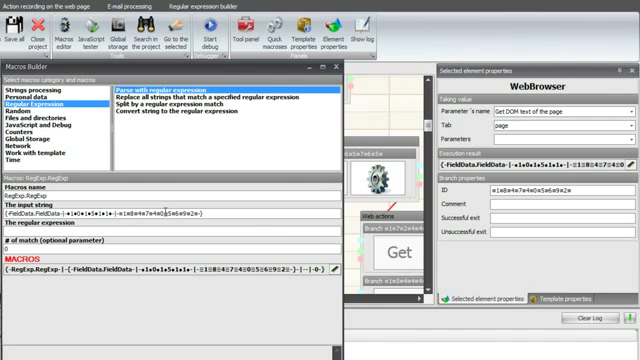 Action recording on the web page E-mail processing Regular expression builder
Save all Close project Macros editor JavaScript tester Global storage Search in the project Go to the selected Start debug Tool panel Quick macroses Template properties Element properties Show log
Tools Debugger Panels
Macros Builder
Select macros category and macros
Strings processing
Personal data
Regular Expression
Random
Files and directories
JavaScript and Debug
Counters
Global Storage
Network
Work with template
Time
Parse with regular expression
Replace all strings that match a specified regular expression
Split by a regular expression match
Convert string to the regular expression
Macros: RegExp.RegExp
Macros name
RegExp.RegExp
The input string
The regular expression
# of match (optional parameter)
0
MACROS
Web actions
Get
Selected element properties
WebBrowser
Taking value
Parameter's name Get DOM text of the page
Tab page
Parameters
Execution result
Branch properties
ID
Comment
Successful exit
Unsuccessful exit
Selected element properties Template properties
Clear Log